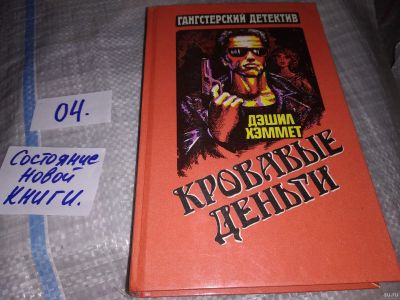 ГАНГСТЕРСКИЙ ДЕТЕКТИВ
ДЭШИЛ
ХЭММЕТ
КРОВАВЫЕ
ДЕНЬГИ
04.
Состояние
новой
КНИГИ.